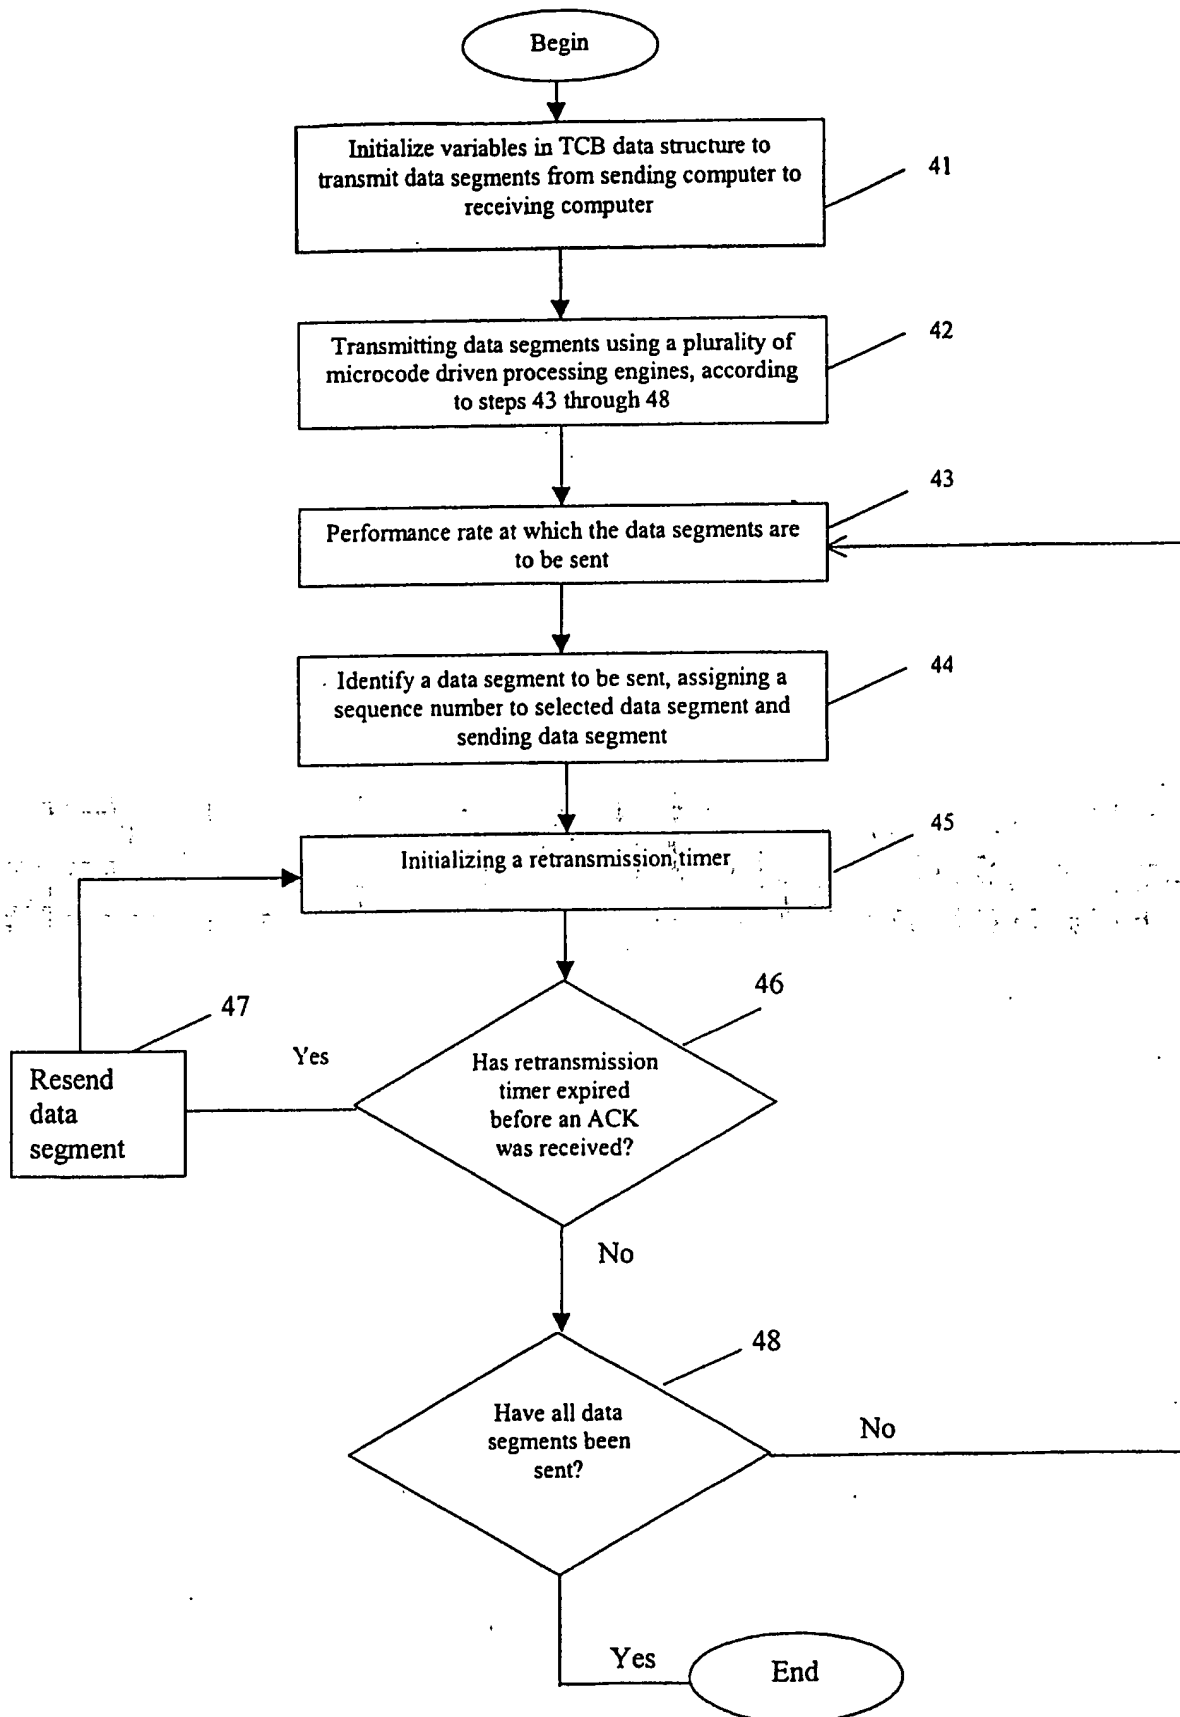 Begin
Initialize variables in TCB data structure to
transmit data segments from sending computer to
receiving computer
41
Transmitting data segments using a plurality of
microcode driven processing engines, according
to steps 43 through 48
42
Performance rate at which the data segments are
to be sent
43
Identify a data segment to be sent, assigning a
sequence number to selected data segment and
sending data segment
44
Initializing a retransmission timer
45
Has retransmission
timer expired
before an ACK
was received?
46
Yes
Resend
data
segment
47
No
Have all data
segments been
sent?
48
No
Yes
End